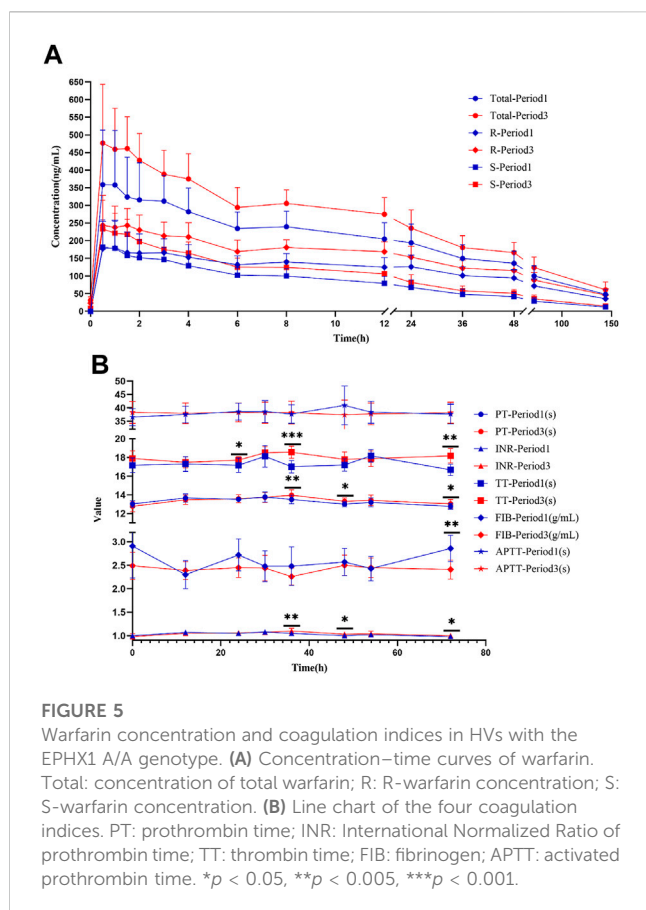 A
650
600
550
500
450
400
350
300
250
200
150
100
50
0
Concentration(ng/mL)
0 2 4 6 8 12 24 36 48 100 150
Time(h)
Total-Period1
Total-Period3
R-Period1
R-Period3
S-Period1
S-Period3
B
50
45
40
35
20
18
16
14
12
3.0
2.5
2.0
1.5
1.0
Value
0 20 40 60 80
Time(h)
* *** **
** * *
**
** * *
PT-Period1(s)
PT-Period3(s)
INR-Period1
INR-Period3
TT-Period1(s)
TT-Period3(s)
FIB-Period1(g/mL)
FIB-Period3(g/mL)
APTT-Period1(s)
APTT-Period3(s)
FIGURE 5
Warfarin concentration and coagulation indices in HVs with the
EPHX1 A/A genotype. (A) Concentration–time curves of warfarin.
Total: concentration of total warfarin; R: R-warfarin concentration; S:
S-warfarin concentration. (B) Line chart of the four coagulation
indices. PT: prothrombin time; INR: International Normalized Ratio of
prothrombin time; TT: thrombin time; FIB: fibrinogen; APTT: activated
prothrombin time. *p < 0.05, **p < 0.005, ***p < 0.001.